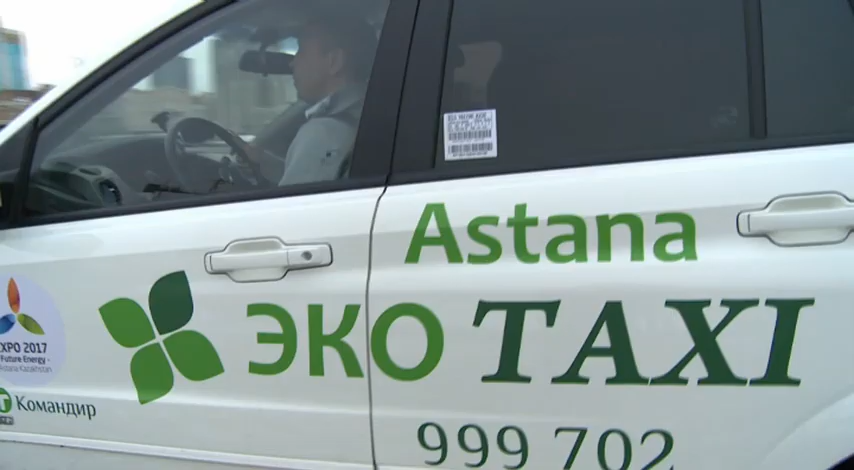 Astana
ЭКО TAXI
999 702
EXPO 2017
Future Energy
Astana Kazakhstan
Командир